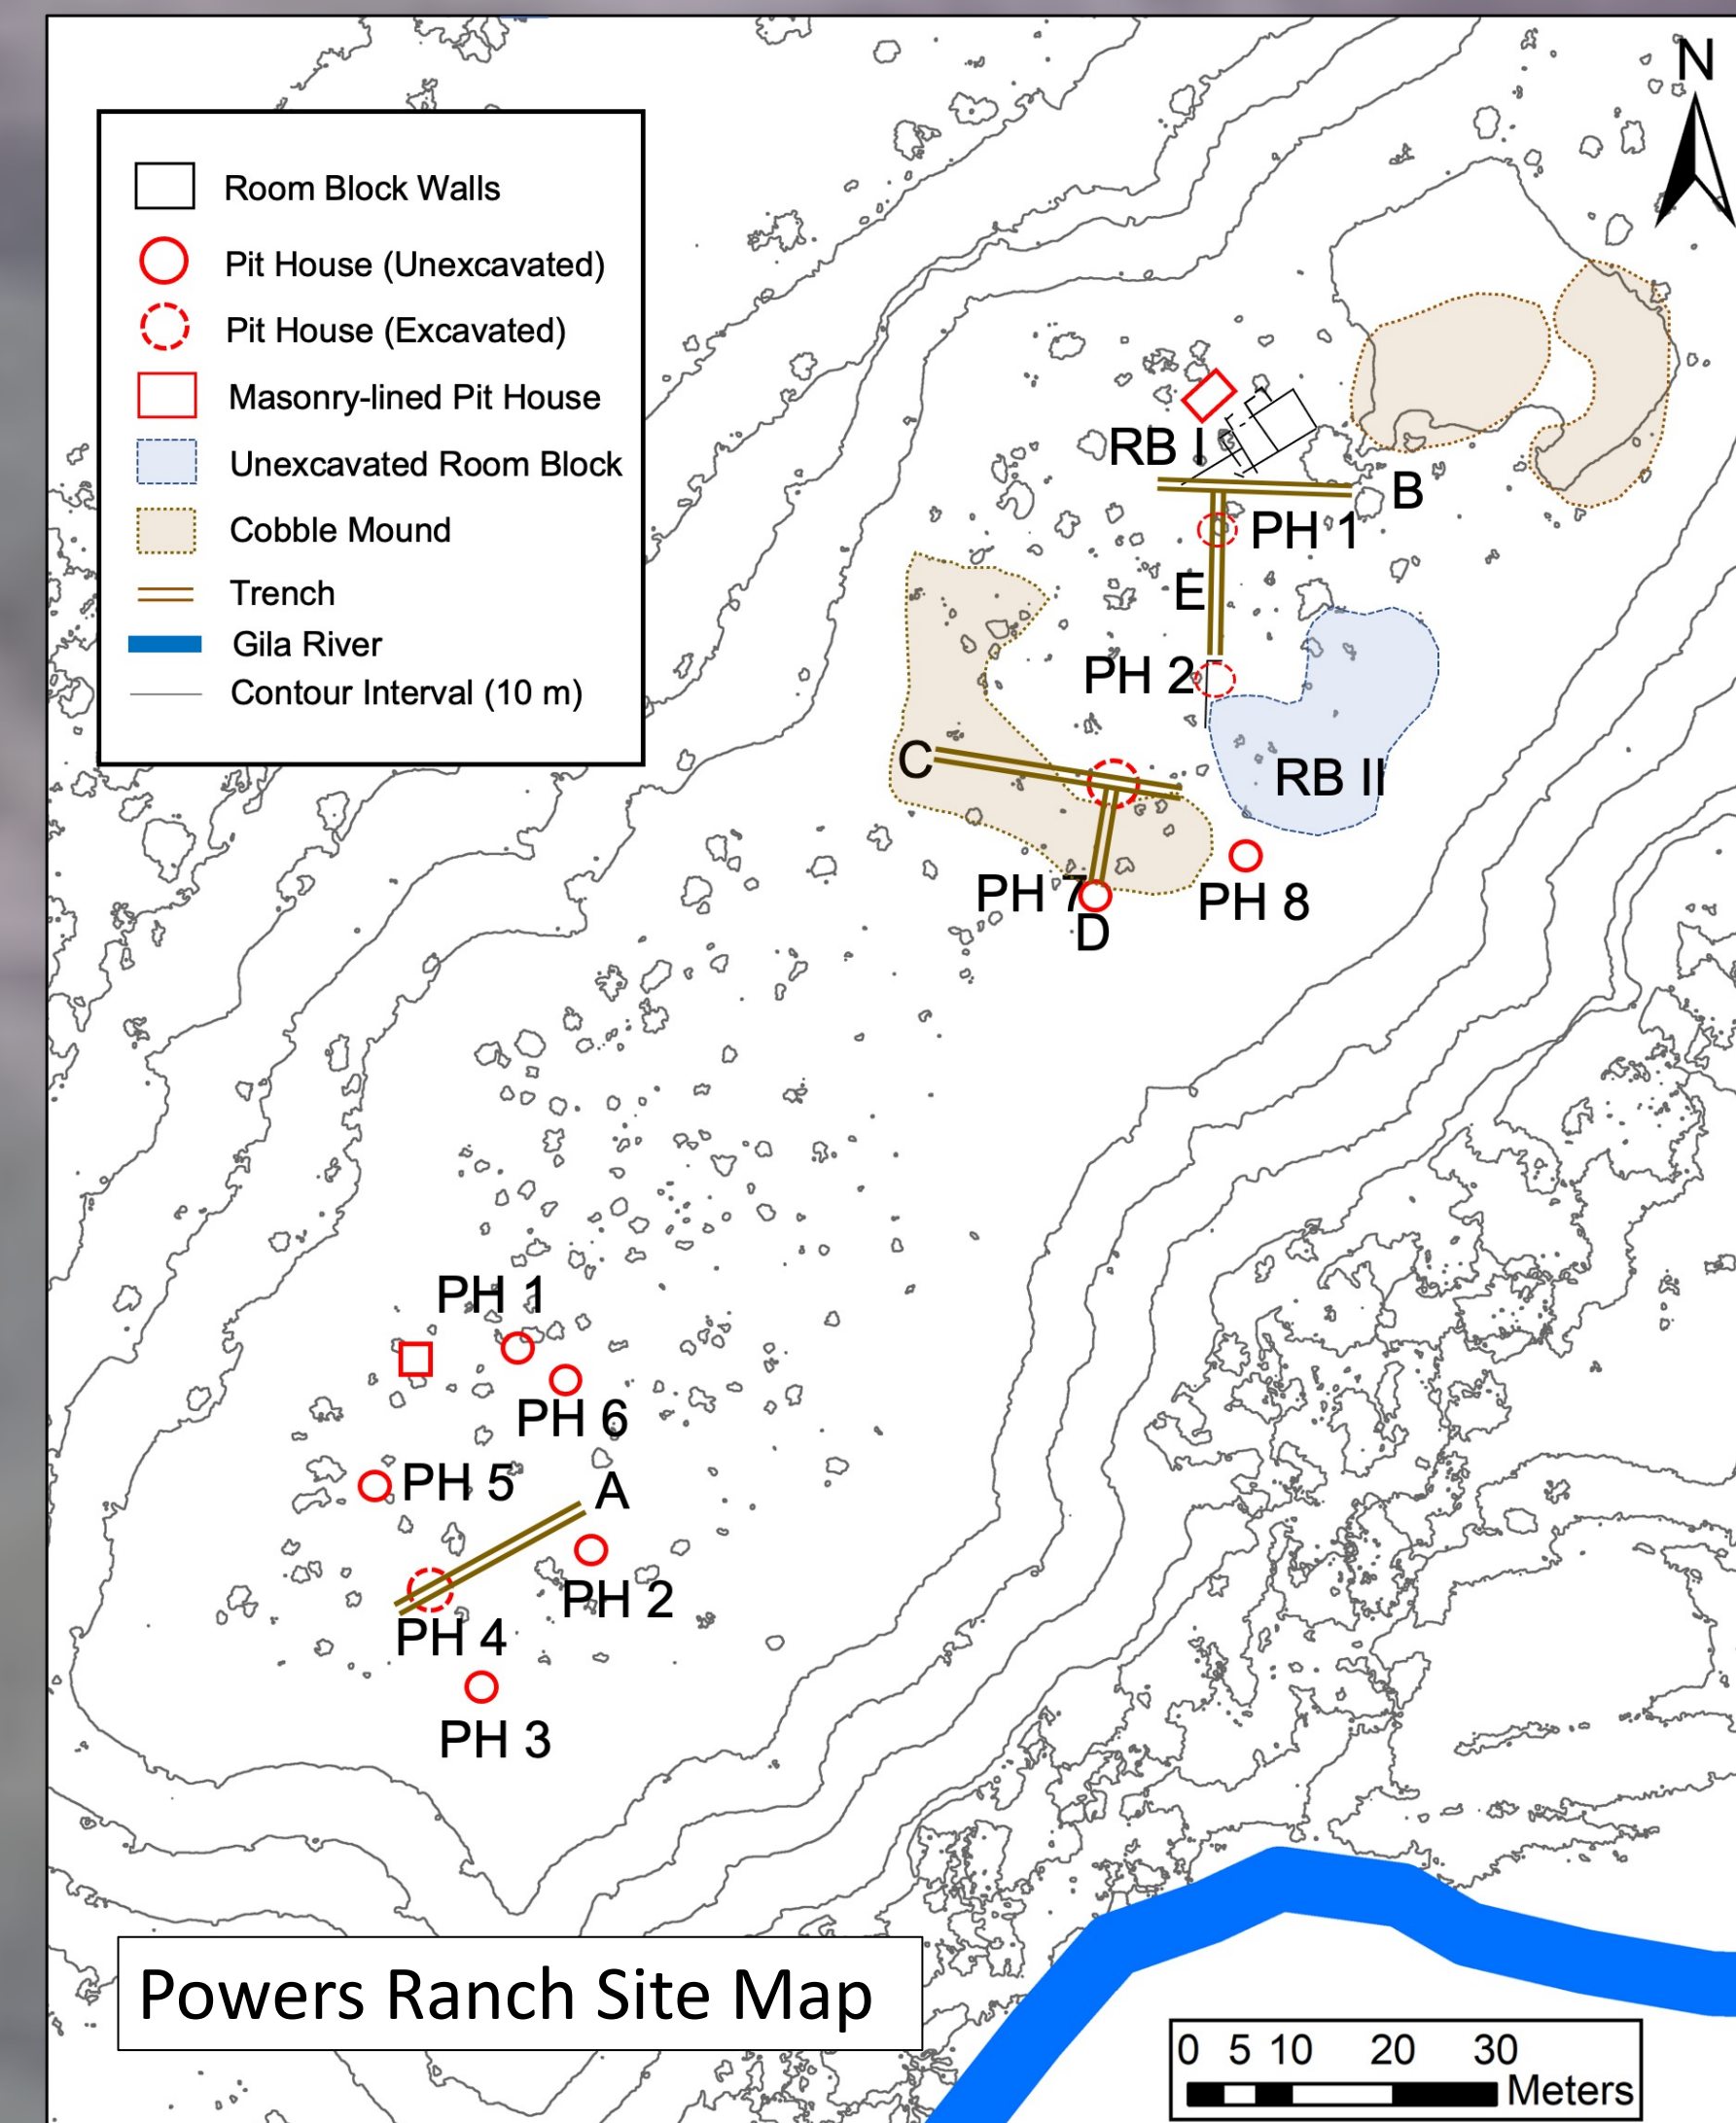 N
Room Block Walls
Pit House (Unexcavated)
Pit House (Excavated)
Masonry-lined Pit House
Unexcavated Room Block
Cobble Mound
Trench
Gila River
Contour Interval (10 m)
RB I
B
PH 1
E
PH 2
RB II
C
PH 7
D
PH 8
PH 1
PH 6
PH 5
A
PH 2
PH 4
PH 3
Powers Ranch Site Map
0 5 10 20 30
Meters